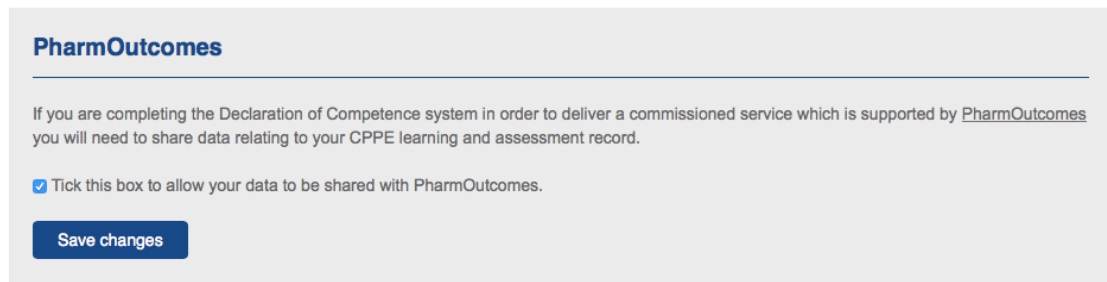 PharmOutcomes
If you are completing the Declaration of Competence system in order to deliver a commissioned service which is supported by PharmOutcomes
you will need to share data relating to your CPPE learning and assessment record.
Tick this box to allow your data to be shared with PharmOutcomes.
Save changes